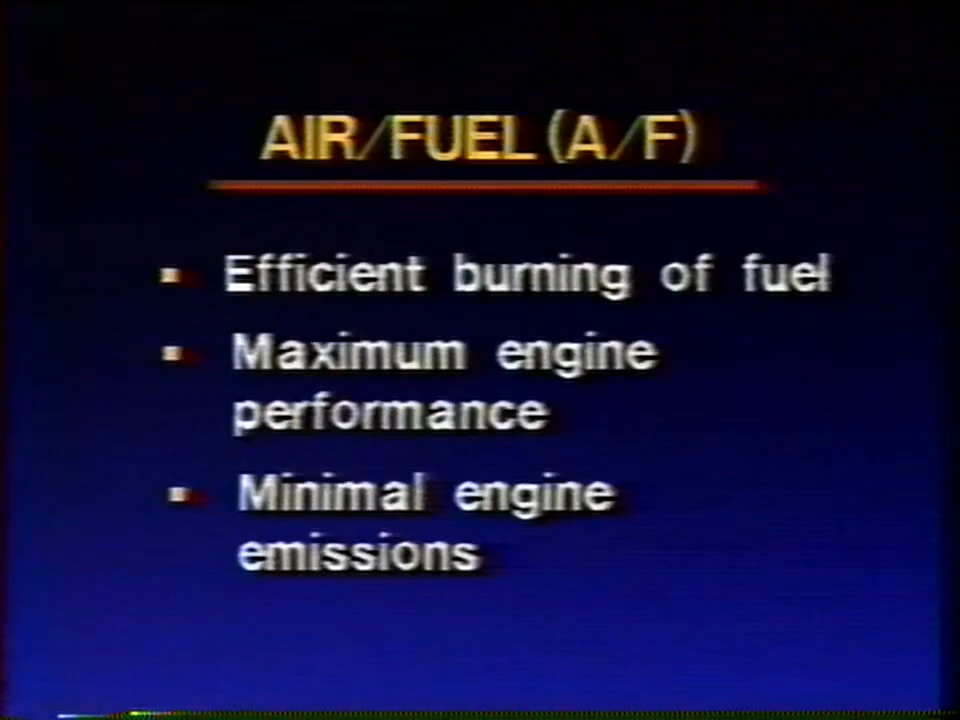 AIR/FUEL (A/F)
▪ Efficient burning of fuel
▪ Maximum engine
performance
▪ Minimal engine
emissions